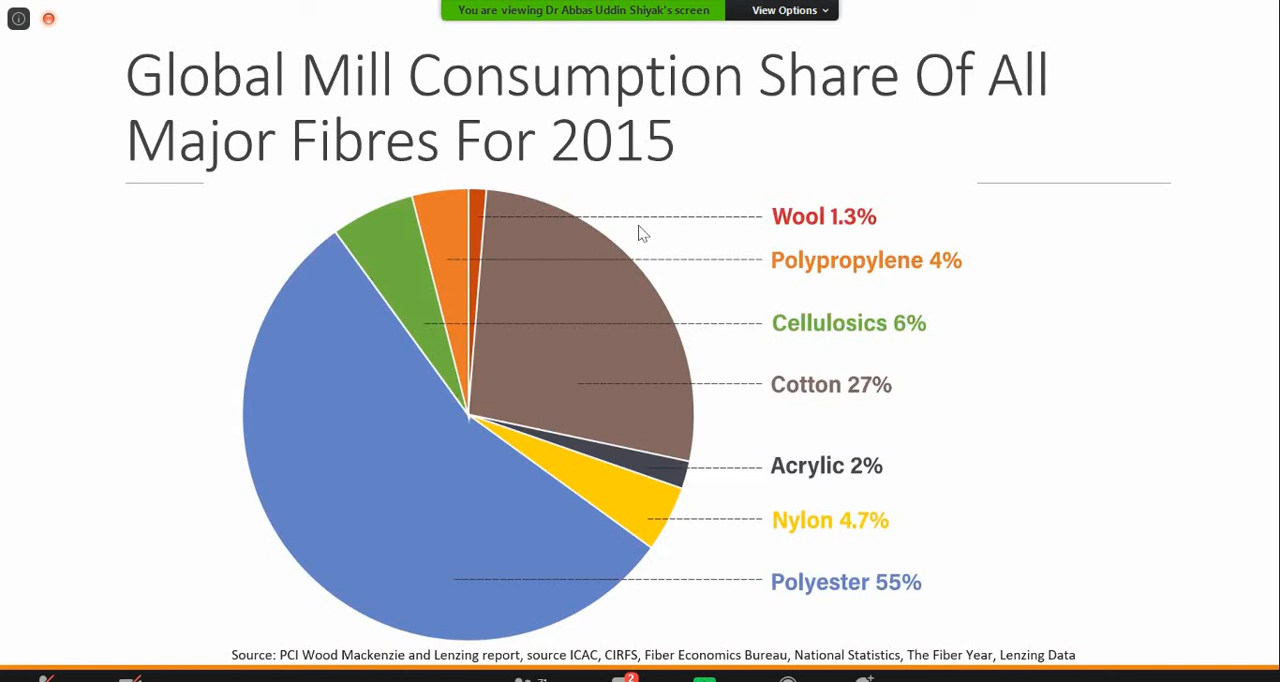 You are viewing Dr Abbas Uddin Shiyak's screen
View Options
Global Mill Consumption Share Of All
Major Fibres For 2015
Wool 1.3%
Polypropylene 4%
Cellulosics 6%
Cotton 27%
Acrylic 2%
Nylon 4.7%
Polyester 55%
Source: PCI Wood Mackenzie and Lenzing report, source ICAC, CIRFS, Fiber Economics Bureau, National Statistics, The Fiber Year, Lenzing Data
2